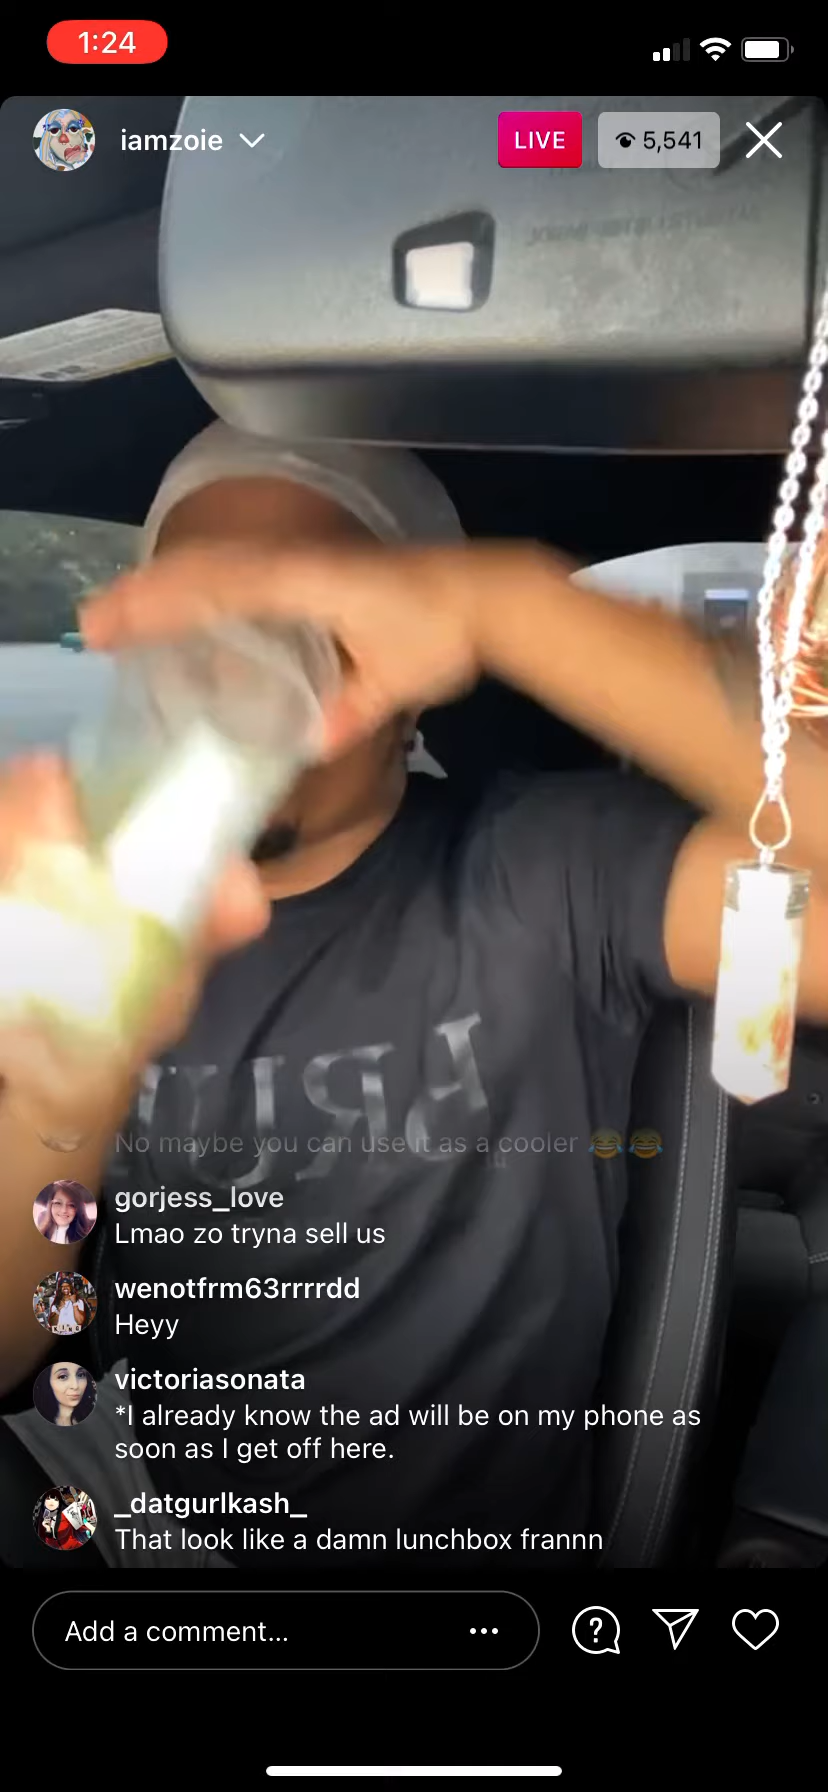 1:24
iamzoie
LIVE
5,541
No maybe you can use it as a cooler 😂😂
gorjess_love
Lmao zo tryna sell us
wenotfrm63rrrrdd
Heyy
victoriasonata
*I already know the ad will be on my phone as
soon as I get off here.
_datgurlkash_
That look like a damn lunchbox frannn
Add a comment...